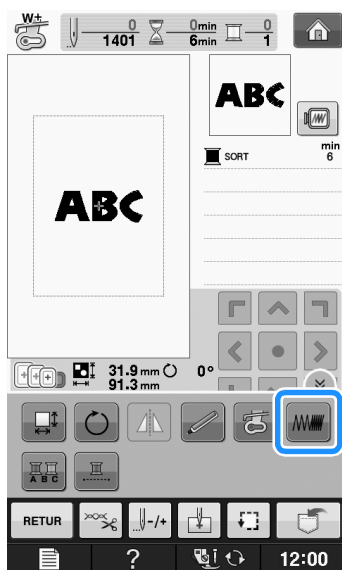 W+
0 0min 0
1401 6min 1
ABC
min
SORT 6
ABC
31.9 mm 0°
91.3 mm
A B C
RETUR -/+
? 12:00